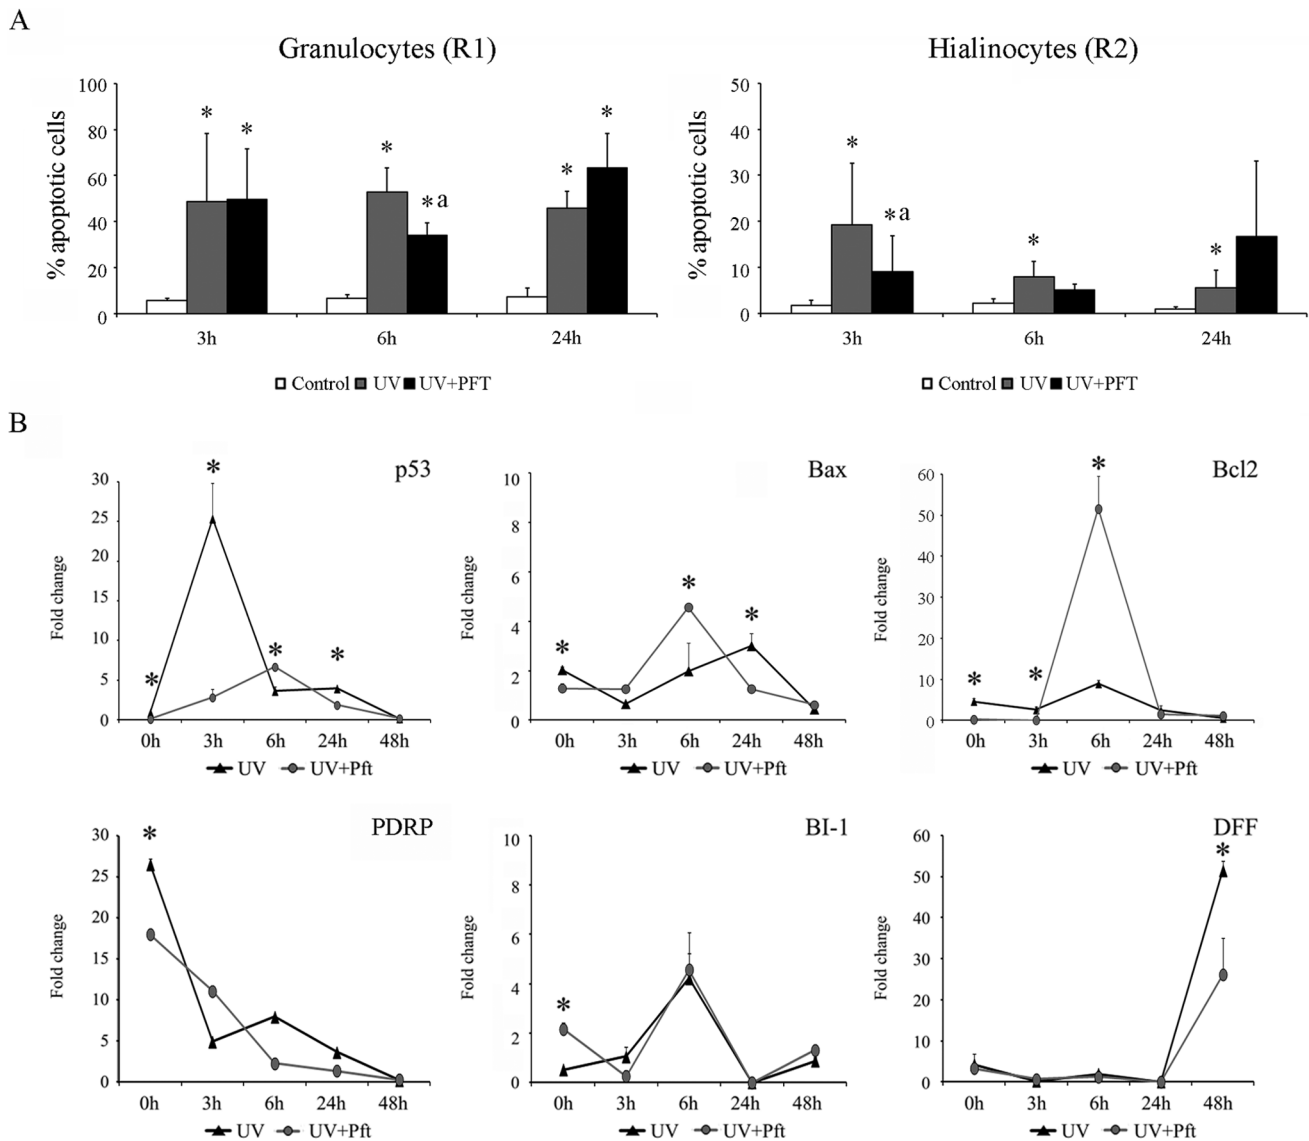 A
Granulocytes (R1)
% apoptotic cells
100
80
60
40
20
0
*
*
*
*a
*
*
3h
6h
24h
Control
UV
UV+PFT
Hialinocytes (R2)
% apoptotic cells
50
40
30
20
10
0
*
*a
*
*
3h
6h
24h
Control
UV
UV+PFT
B
p53
Fold change
30
25
20
15
10
5
0
*
*
*
*
0h
3h
6h
24h
48h
UV
UV+Pft
Bax
Fold change
10
8
6
4
2
0
*
*
*
0h
3h
6h
24h
48h
UV
UV+Pft
Bcl2
Fold change
60
50
40
30
20
10
0
*
*
*
0h
3h
6h
24h
48h
UV
UV+Pft
PDRP
Fold change
30
25
20
15
10
5
0
*
0h
3h
6h
24h
48h
UV
UV+Pft
BI-1
Fold change
10
8
6
4
2
0
*
0h
3h
6h
24h
48h
UV
UV+Pft
DFF
Fold change
60
50
40
30
20
10
0
*
0h
3h
6h
24h
48h
UV
UV+Pft